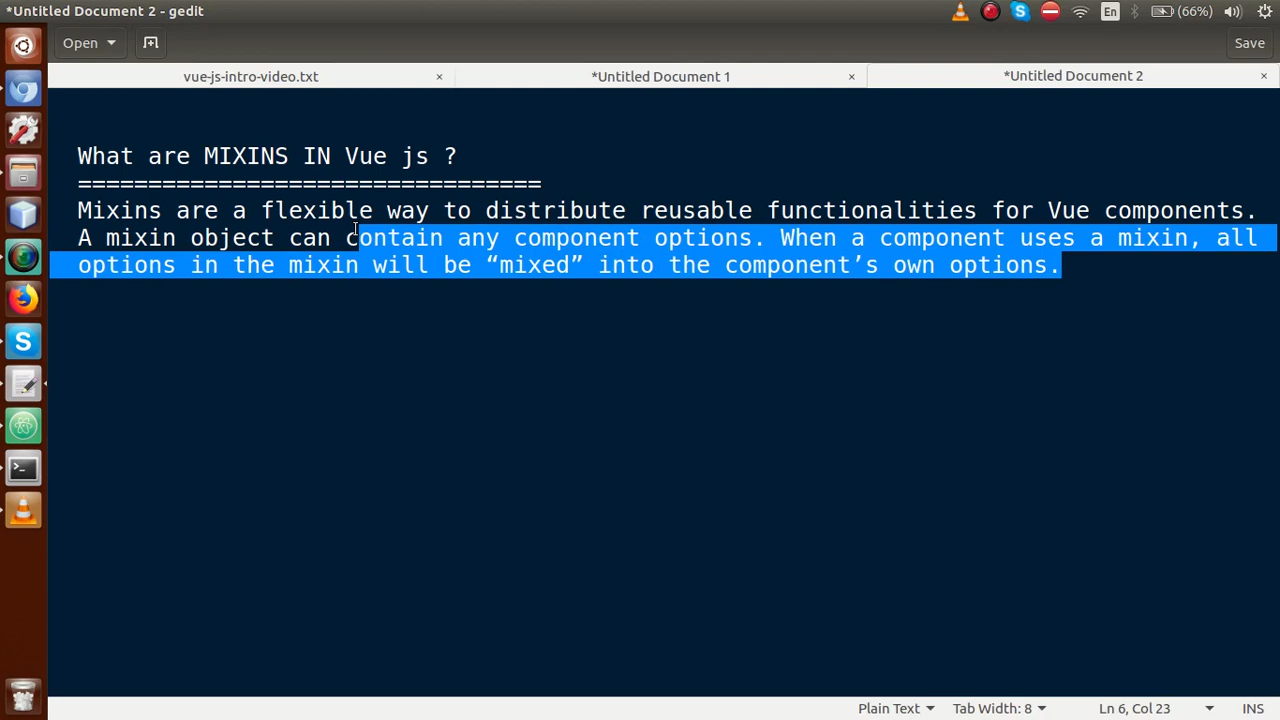 *Untitled Document 2 - gedit
En
(66%)
Open
Save
vue-js-intro-video.txt
*Untitled Document 1
*Untitled Document 2
What are MIXINS IN Vue js ?
=================================
Mixins are a flexible way to distribute reusable functionalities for Vue components.
A mixin object can contain any component options. When a component uses a mixin, all
options in the mixin will be “mixed” into the component’s own options.
Plain Text
Tab Width: 8
Ln 6, Col 23
INS